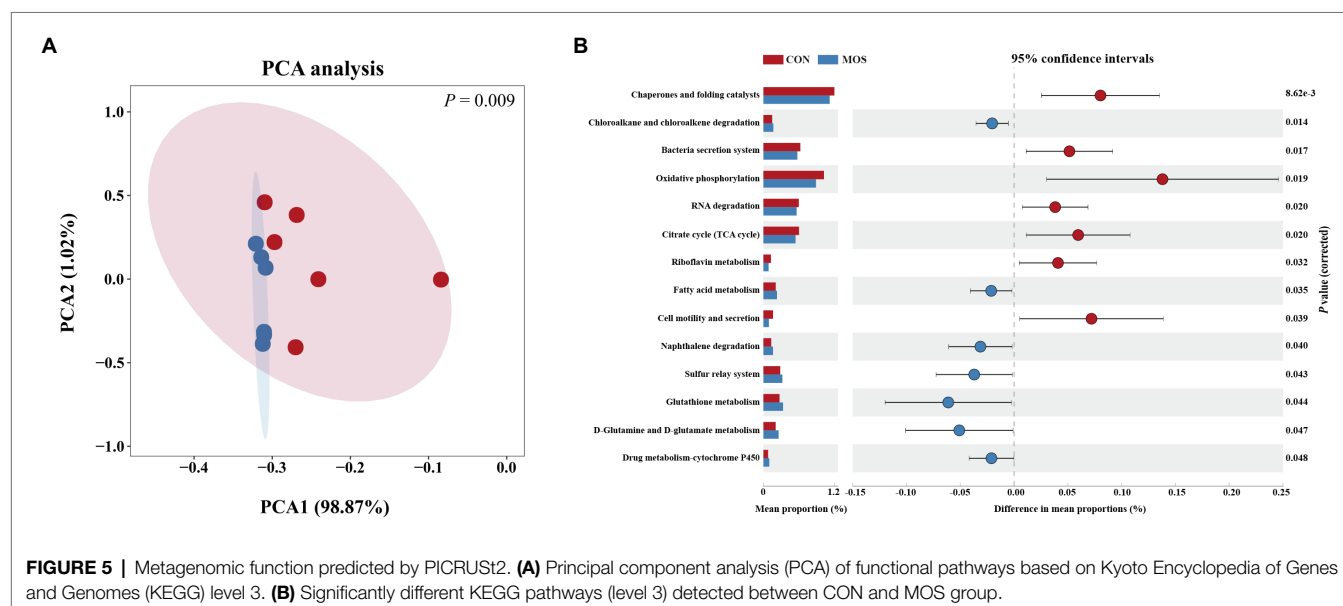 A
PCA analysis
P = 0.009
1.0
0.5
0.0
−0.5
−1.0
PCA2 (1.02%)
−0.4
−0.3
−0.2
−0.1
0.0
PCA1 (98.87%)
B
CON
MOS
95% confidence intervals
Chaperones and folding catalysts
8.62e-3
Chloroalkane and chloroalkene degradation
0.014
Bacteria secretion system
0.017
Oxidative phosphorylation
0.019
RNA degradation
0.020
Citrate cycle (TCA cycle)
0.020
Riboflavin metabolism
0.032
Fatty acid metabolism
0.035
Cell motility and secretion
0.039
Naphthalene degradation
0.040
Sulfur relay system
0.043
Glutathione metabolism
0.044
D-Glutamine and D-glutamate metabolism
0.047
Drug metabolism-cytochrome P450
0.048
P value (corrected)
0
1.2
Mean proportion (%)
-0.15
-0.10
-0.05
0.00
0.05
0.10
0.15
0.20
0.25
Difference in mean proportions (%)
FIGURE 5 | Metagenomic function predicted by PICRUSt2. (A) Principal component analysis (PCA) of functional pathways based on Kyoto Encyclopedia of Genes
and Genomes (KEGG) level 3. (B) Significantly different KEGG pathways (level 3) detected between CON and MOS group.